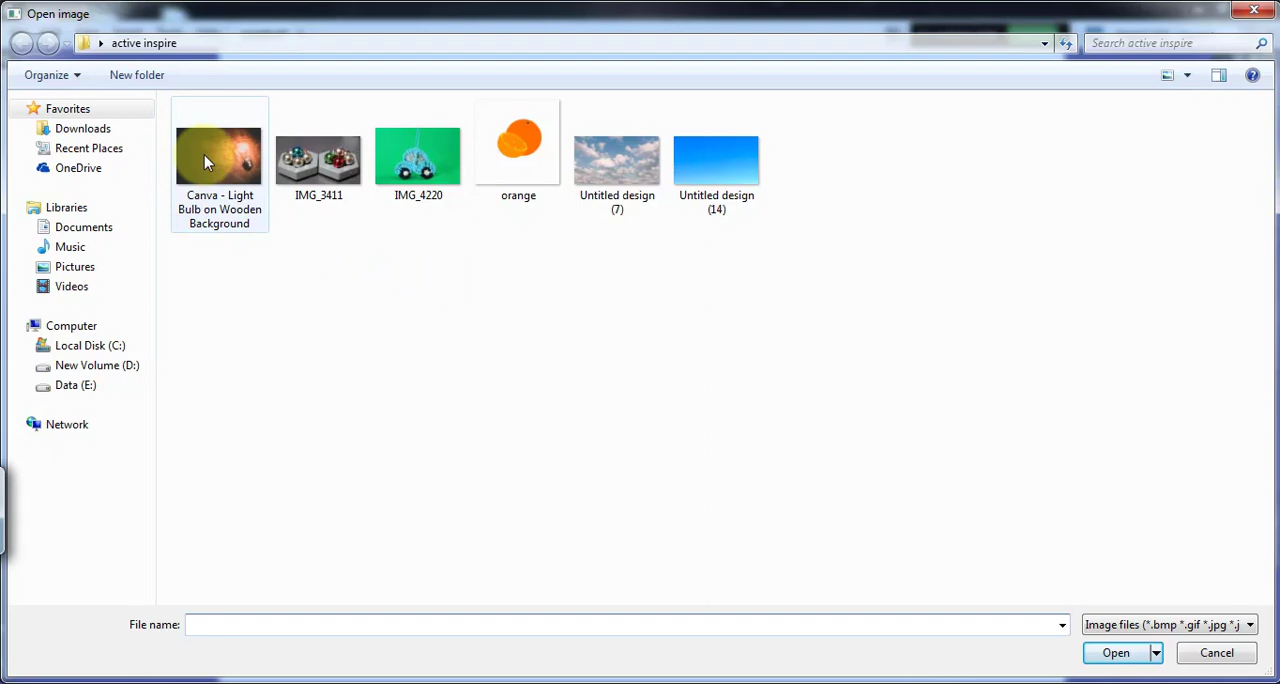 Open image
active inspire
Search active inspire
Organize
New folder
Favorites
Downloads
Recent Places
OneDrive
Libraries
Documents
Music
Pictures
Videos
Computer
Local Disk (C:)
New Volume (D:)
Data (E:)
Network
Canva - Light
Bulb on Wooden
Background
IMG_3411
IMG_4220
orange
Untitled design
(7)
Untitled design
(14)
File name:
Image files (*.bmp *.gif *.jpg *.j
Open
Cancel